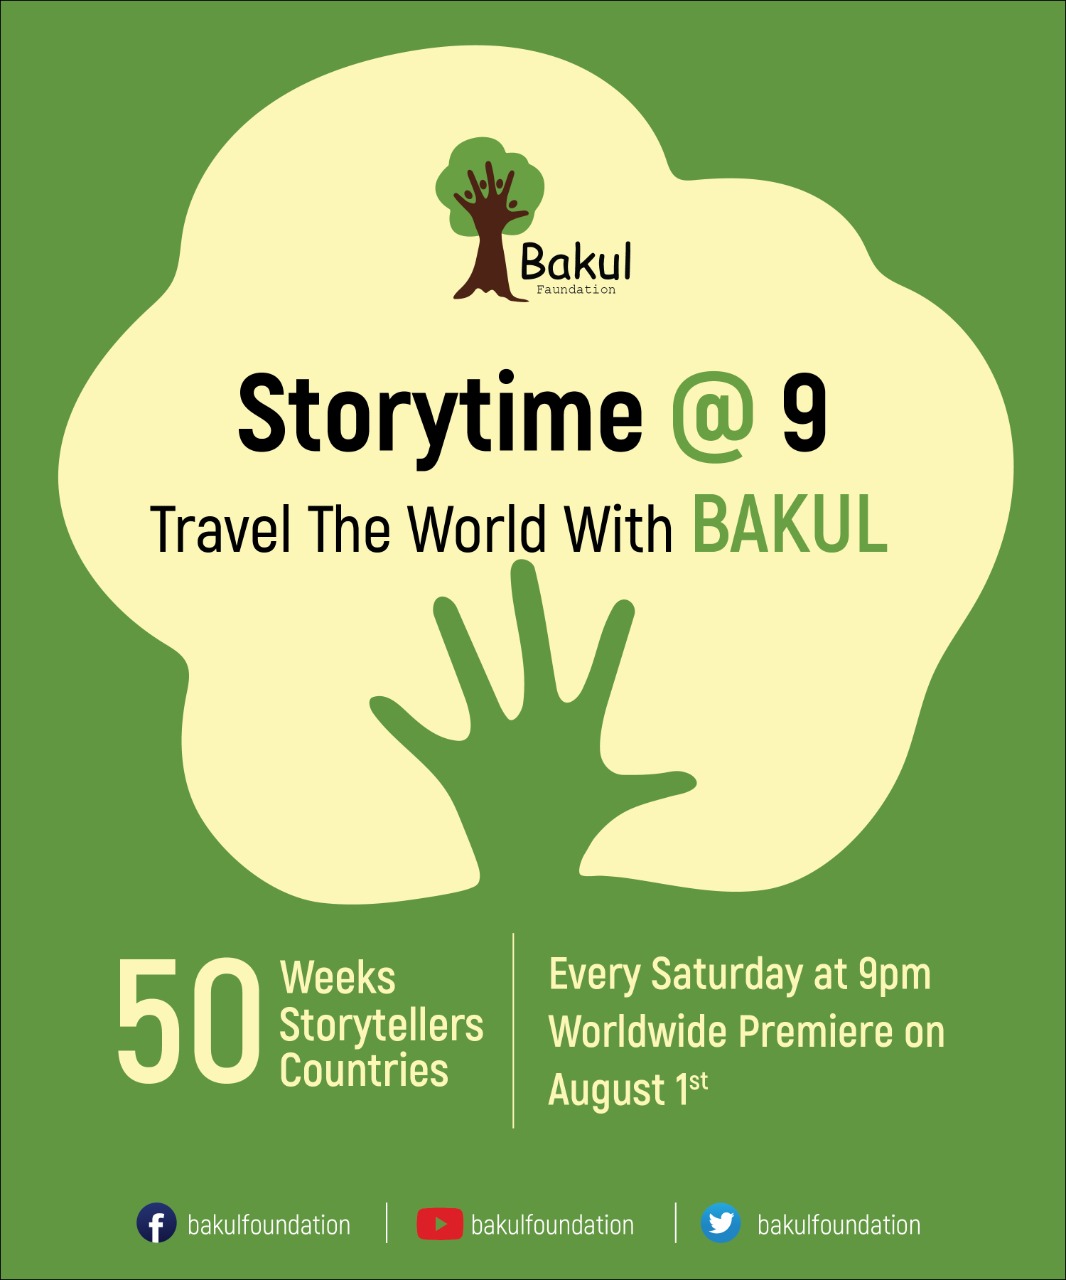 Bakul
Faundation
Storytime @ 9
Travel The World With BAKUL
50
Weeks
Storytellers
Countries
Every Saturday at 9pm
Worldwide Premiere on
August 1st
bakulfoundation
bakulfoundation
bakulfoundation